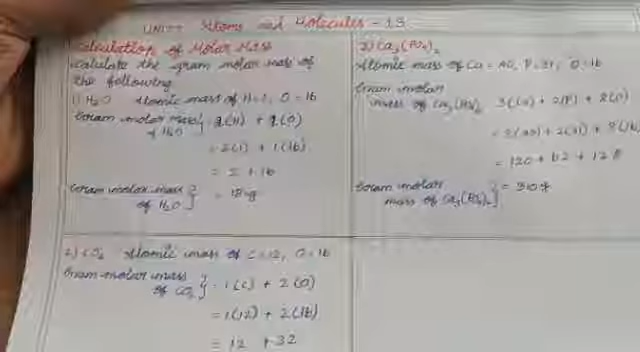 UNIT-7 Atoms and Molecules - 13
Calculation of Molar Mass
Calculate the gram molar mass of
the following
1) H₂O Atomic mass of H=1, O=16
Gram molar mass } 2(H) + 1(O)
of H₂O
= 2(1) + 1(16)
= 2 + 16
Gram molar mass } = 18g
of H₂O
2) CO₂ Atomic mass of C=12, O=16
Gram molar mass } = 1(C) + 2(O)
of CO₂
= 1(12) + 2(16)
= 12 + 32
3) Ca₃(PO₄)₂
Atomic mass of Ca = 40, P=31, O=16
Gram molar
mass of Ca₃(PO₄)₂ 3(Ca) + 2(P) + 8(O)
= 3(40) + 2(31) + 8(16)
= 120 + 62 + 128
Gram molar } = 310g
mass of Ca₃(PO₄)₂